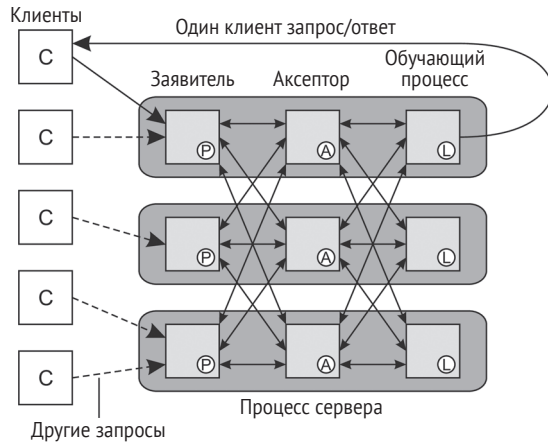 Клиенты
Один клиент запрос/ответ
C
Заявитель
Аксептор
Обучающий
процесс
C
P
A
L
C
P
A
L
C
P
A
L
C
Процесс сервера
Другие запросы